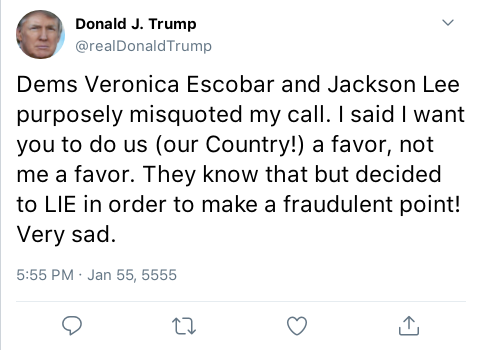 Donald J. Trump
@realDonaldTrump
Dems Veronica Escobar and Jackson Lee
purposely misquoted my call. I said I want
you to do us (our Country!) a favor, not
me a favor. They know that but decided
to LIE in order to make a fraudulent point!
Very sad.
5:55 PM · Jan 55, 5555